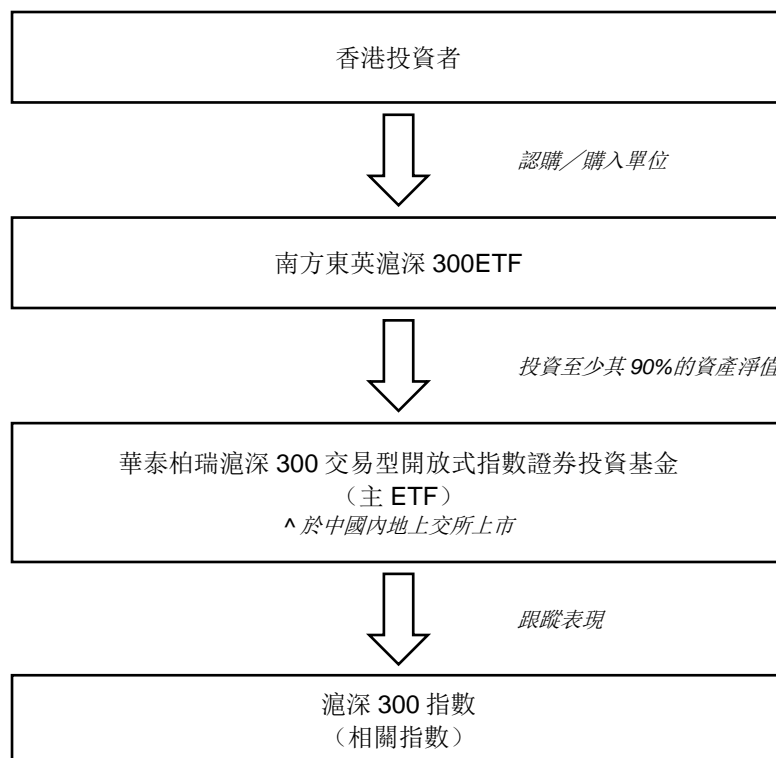 香港投資者
認購／購入單位
南方東英滬深 300ETF
投資至少其 90%的資產淨值
華泰柏瑞滬深 300 交易型開放式指數證券投資基金
（主 ETF）
^ 於中國內地上交所上市
跟蹤表現
滬深 300 指數
（相關指數）